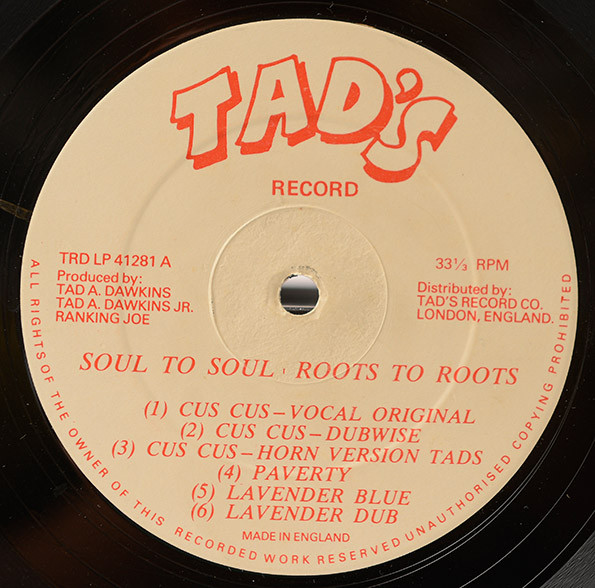 TAD'S
RECORD
TRD LP 41281 A
33⅓ RPM
Produced by:
TAD A. DAWKINS
TAD A. DAWKINS JR.
RANKING JOE
Distributed by:
TAD'S RECORD CO.
LONDON, ENGLAND.
SOUL TO SOUL ROOTS TO ROOTS
(1) CUS CUS – VOCAL ORIGINAL
(2) CUS CUS – DUBWISE
(3) CUS CUS – HORN VERSION TADS
(4) PAVERTY
(5) LAVENDER BLUE
(6) LAVENDER DUB
MADE IN ENGLAND
ALL RIGHTS OF THE OWNER OF THIS RECORDED WORK RESERVED UNAUTHORISED COPYING PROHIBITED